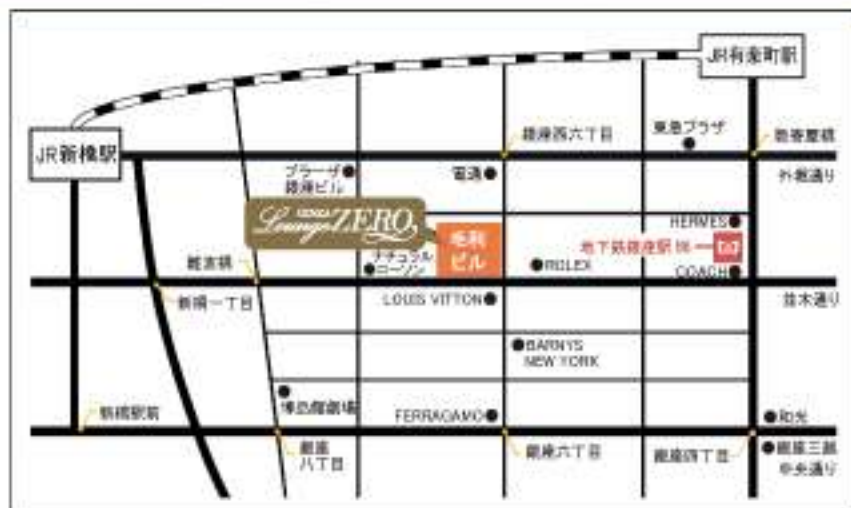 JR有楽町駅
JR新橋駅
銀座西六丁目
東急プラザ
数寄屋橋
外堀通り
ブラーザ
銀座ビル
電通
GINZA
Lounge ZERO
毛利
ビル
HERMES
地下鉄銀座駅
ナチュラル
ローソン
ROLEX
COACH
難波橋
新橋一丁目
LOUIS VITTON
並木通り
BARNYS
NEW YORK
博品館劇場
新橋駅前
FERRAGAMO
和光
銀座
八丁目
銀座六丁目
銀座四丁目
銀座三越
中央通り